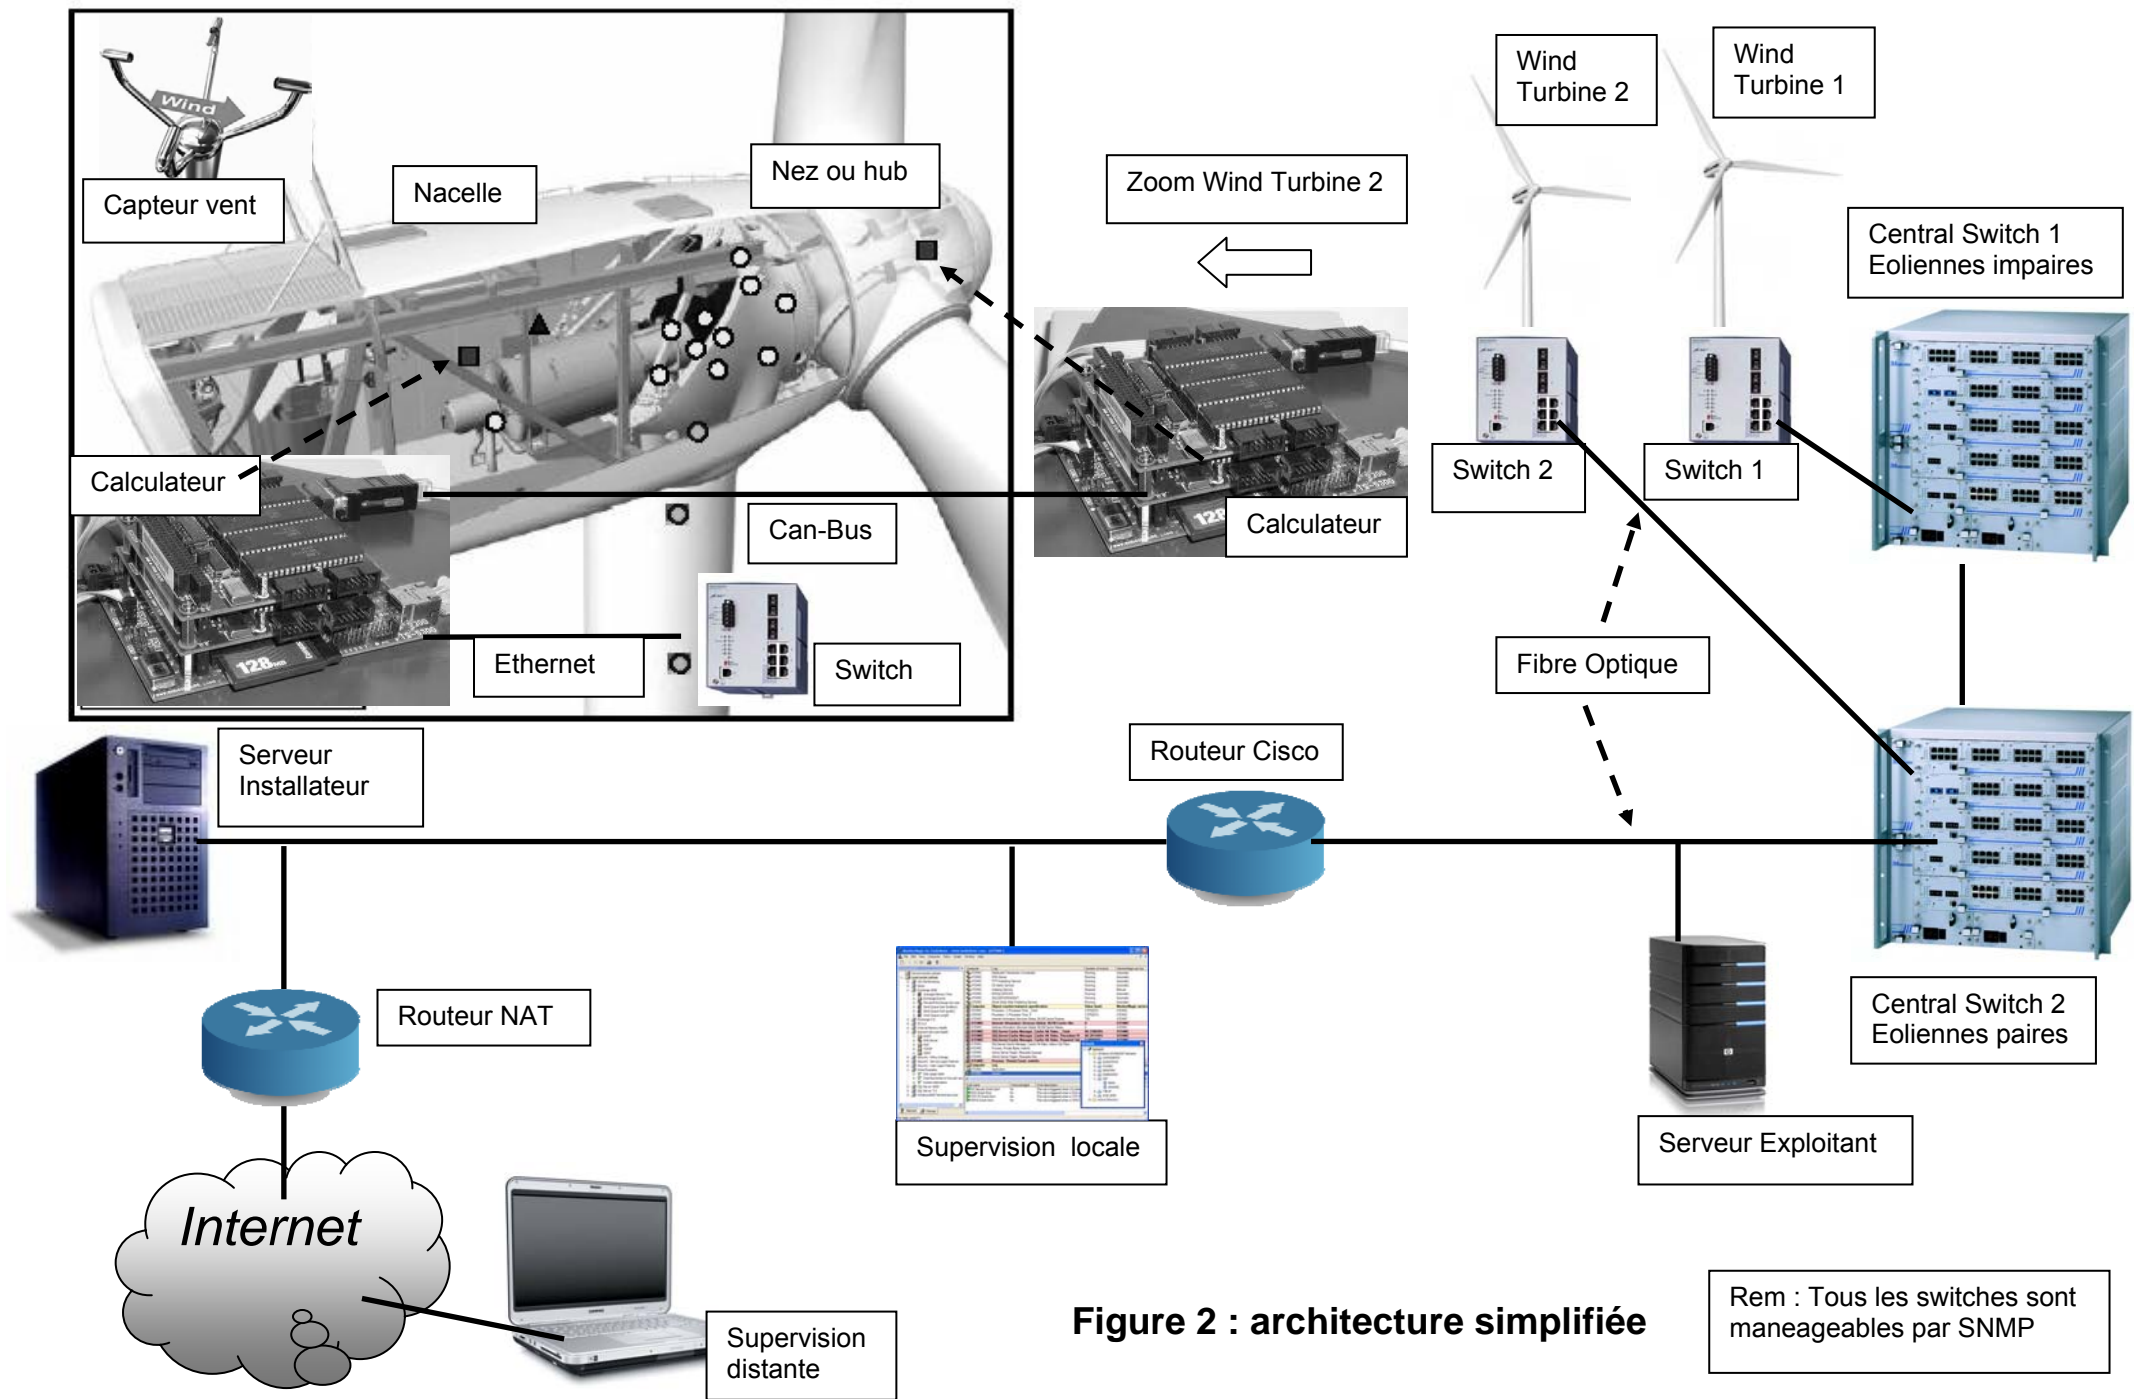 Wind
Capteur vent
Nacelle
Nez ou hub
Zoom Wind Turbine 2
Wind
Turbine 2
Wind
Turbine 1
Central Switch 1
Eoliennes impaires
Calculateur
Can-Bus
Calculateur
Switch 2
Switch 1
128
128
Ethernet
Switch
Fibre Optique
Serveur
Installateur
Routeur Cisco
Routeur NAT
Central Switch 2
Eoliennes paires
Supervision locale
Serveur Exploitant
Internet
Supervision
distante
Figure 2 : architecture simplifiée
Rem : Tous les switches sont
maneageables par SNMP